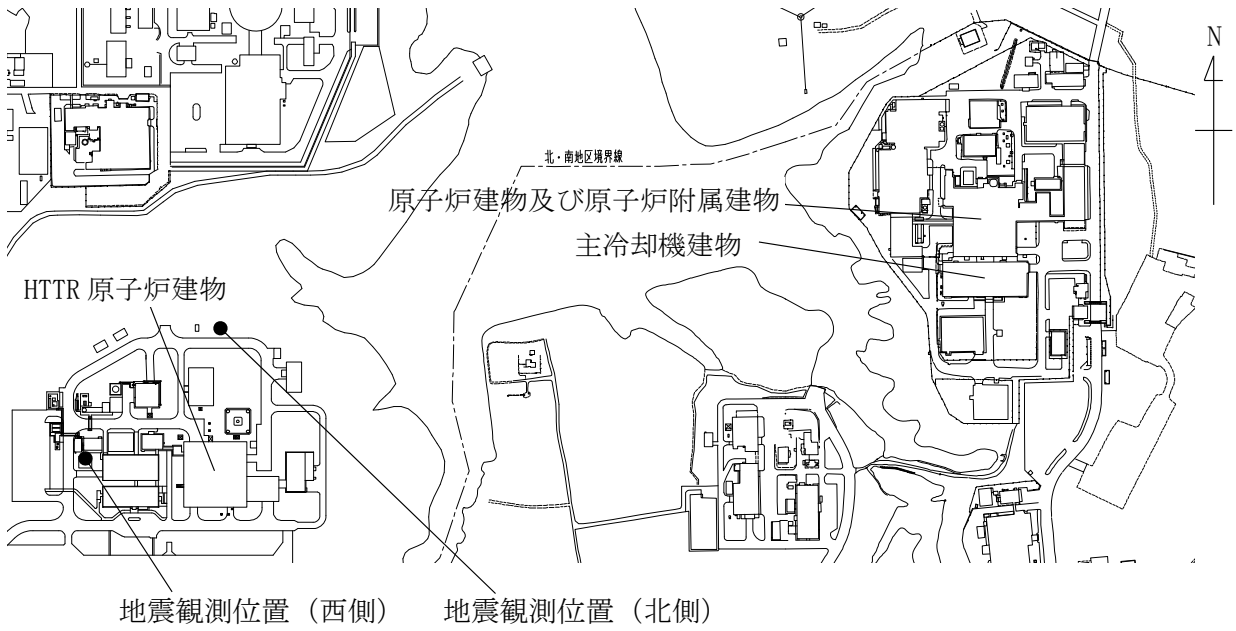 N
北・南地区境界線
原子炉建物及び原子炉附属建物
主冷却機建物
HTTR 原子炉建物
地震観測位置（西側）
地震観測位置（北側）